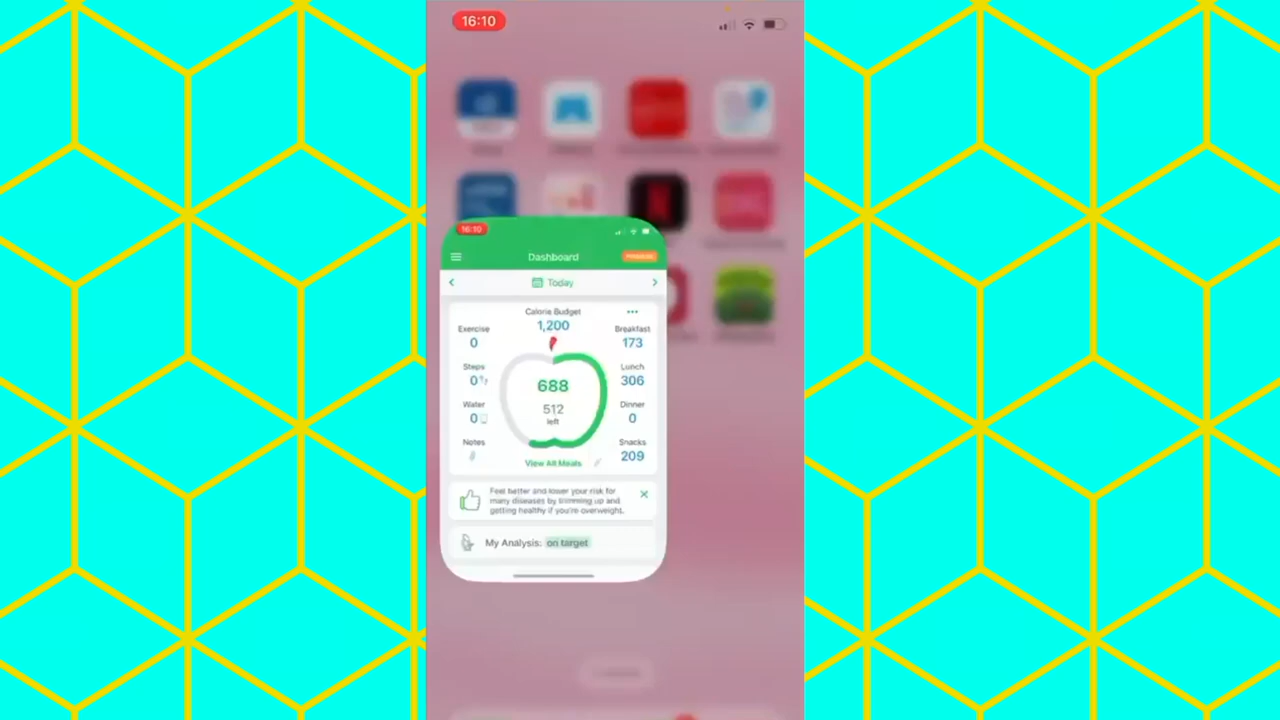 16:10
16:10
Dashboard
Today
Calorie Budget
1,200
Exercise
0
Breakfast
173
Steps
0
688
Lunch
306
Water
0
512
left
Dinner
0
Notes
Snacks
209
View All Meals
Feel better and lower your risk for
many diseases by trimming up and
getting healthy if you're overweight.
My Analysis: on target